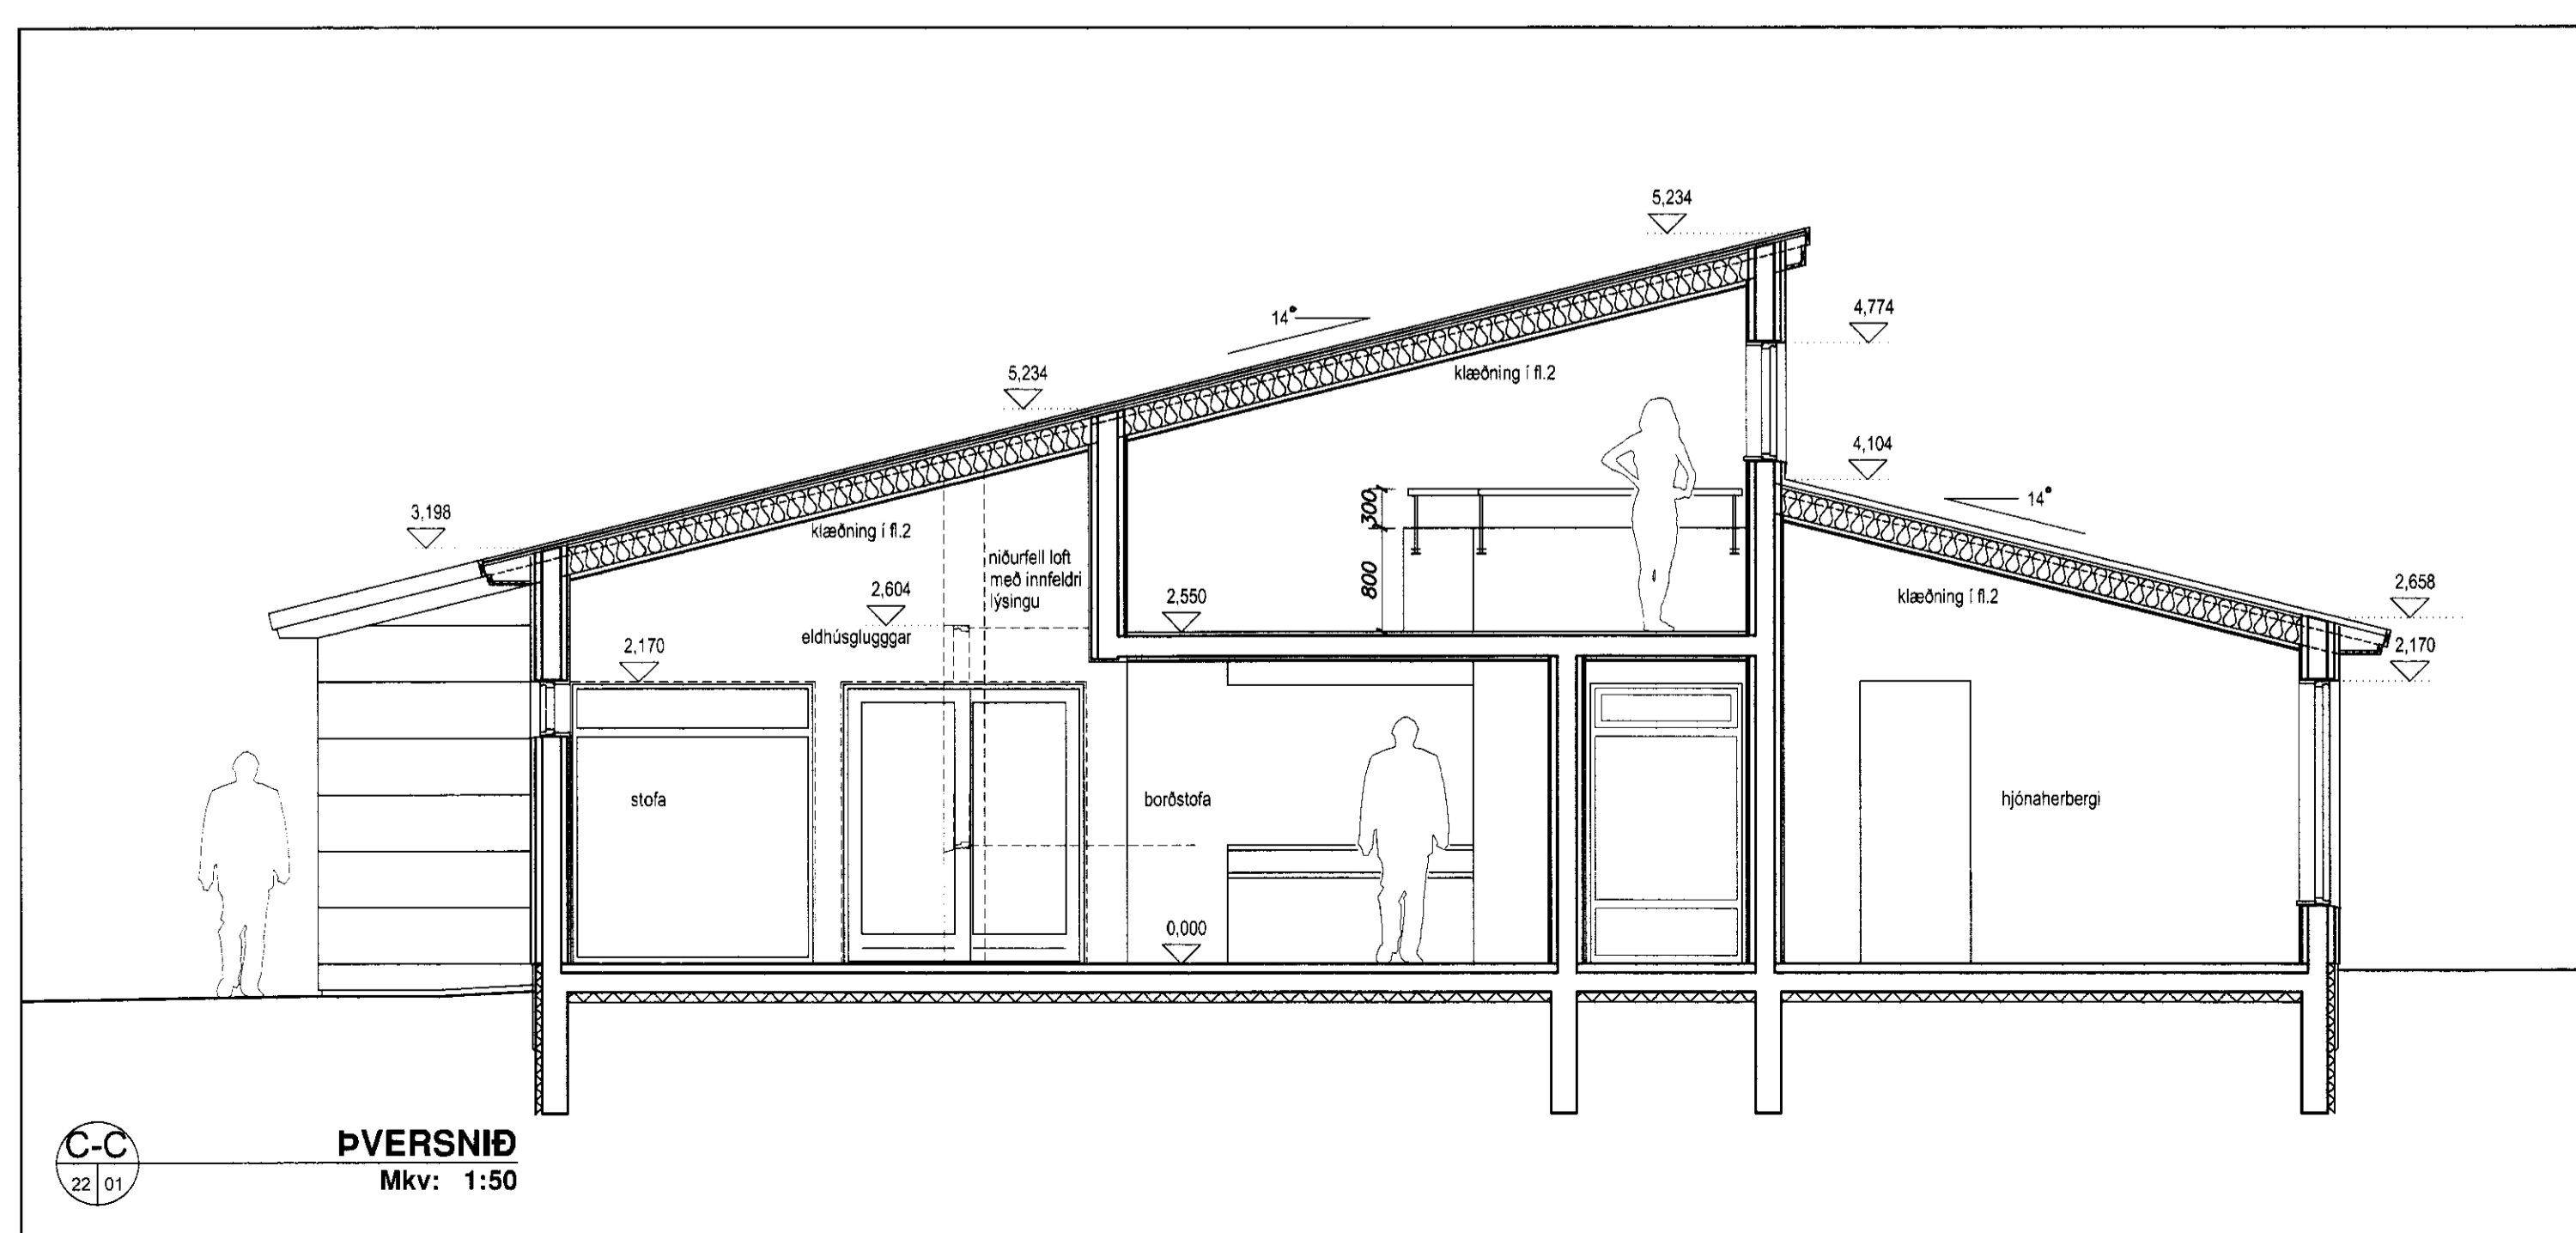 5,234
4,774
14°
5,234
klæðning í fl.2
4,104
3,198
14°
klæðning í fl.2
300
niðurfell loft
með innfeldri
lýsingu
2,604
800
2,550
klæðning í fl.2
2,658
eldhúsglugggar
2,170
2,170
stofa
borðstofa
hjónaherbergi
0,000
C-C
22 01
ÞVERSNIÐ
Mkv: 1:50